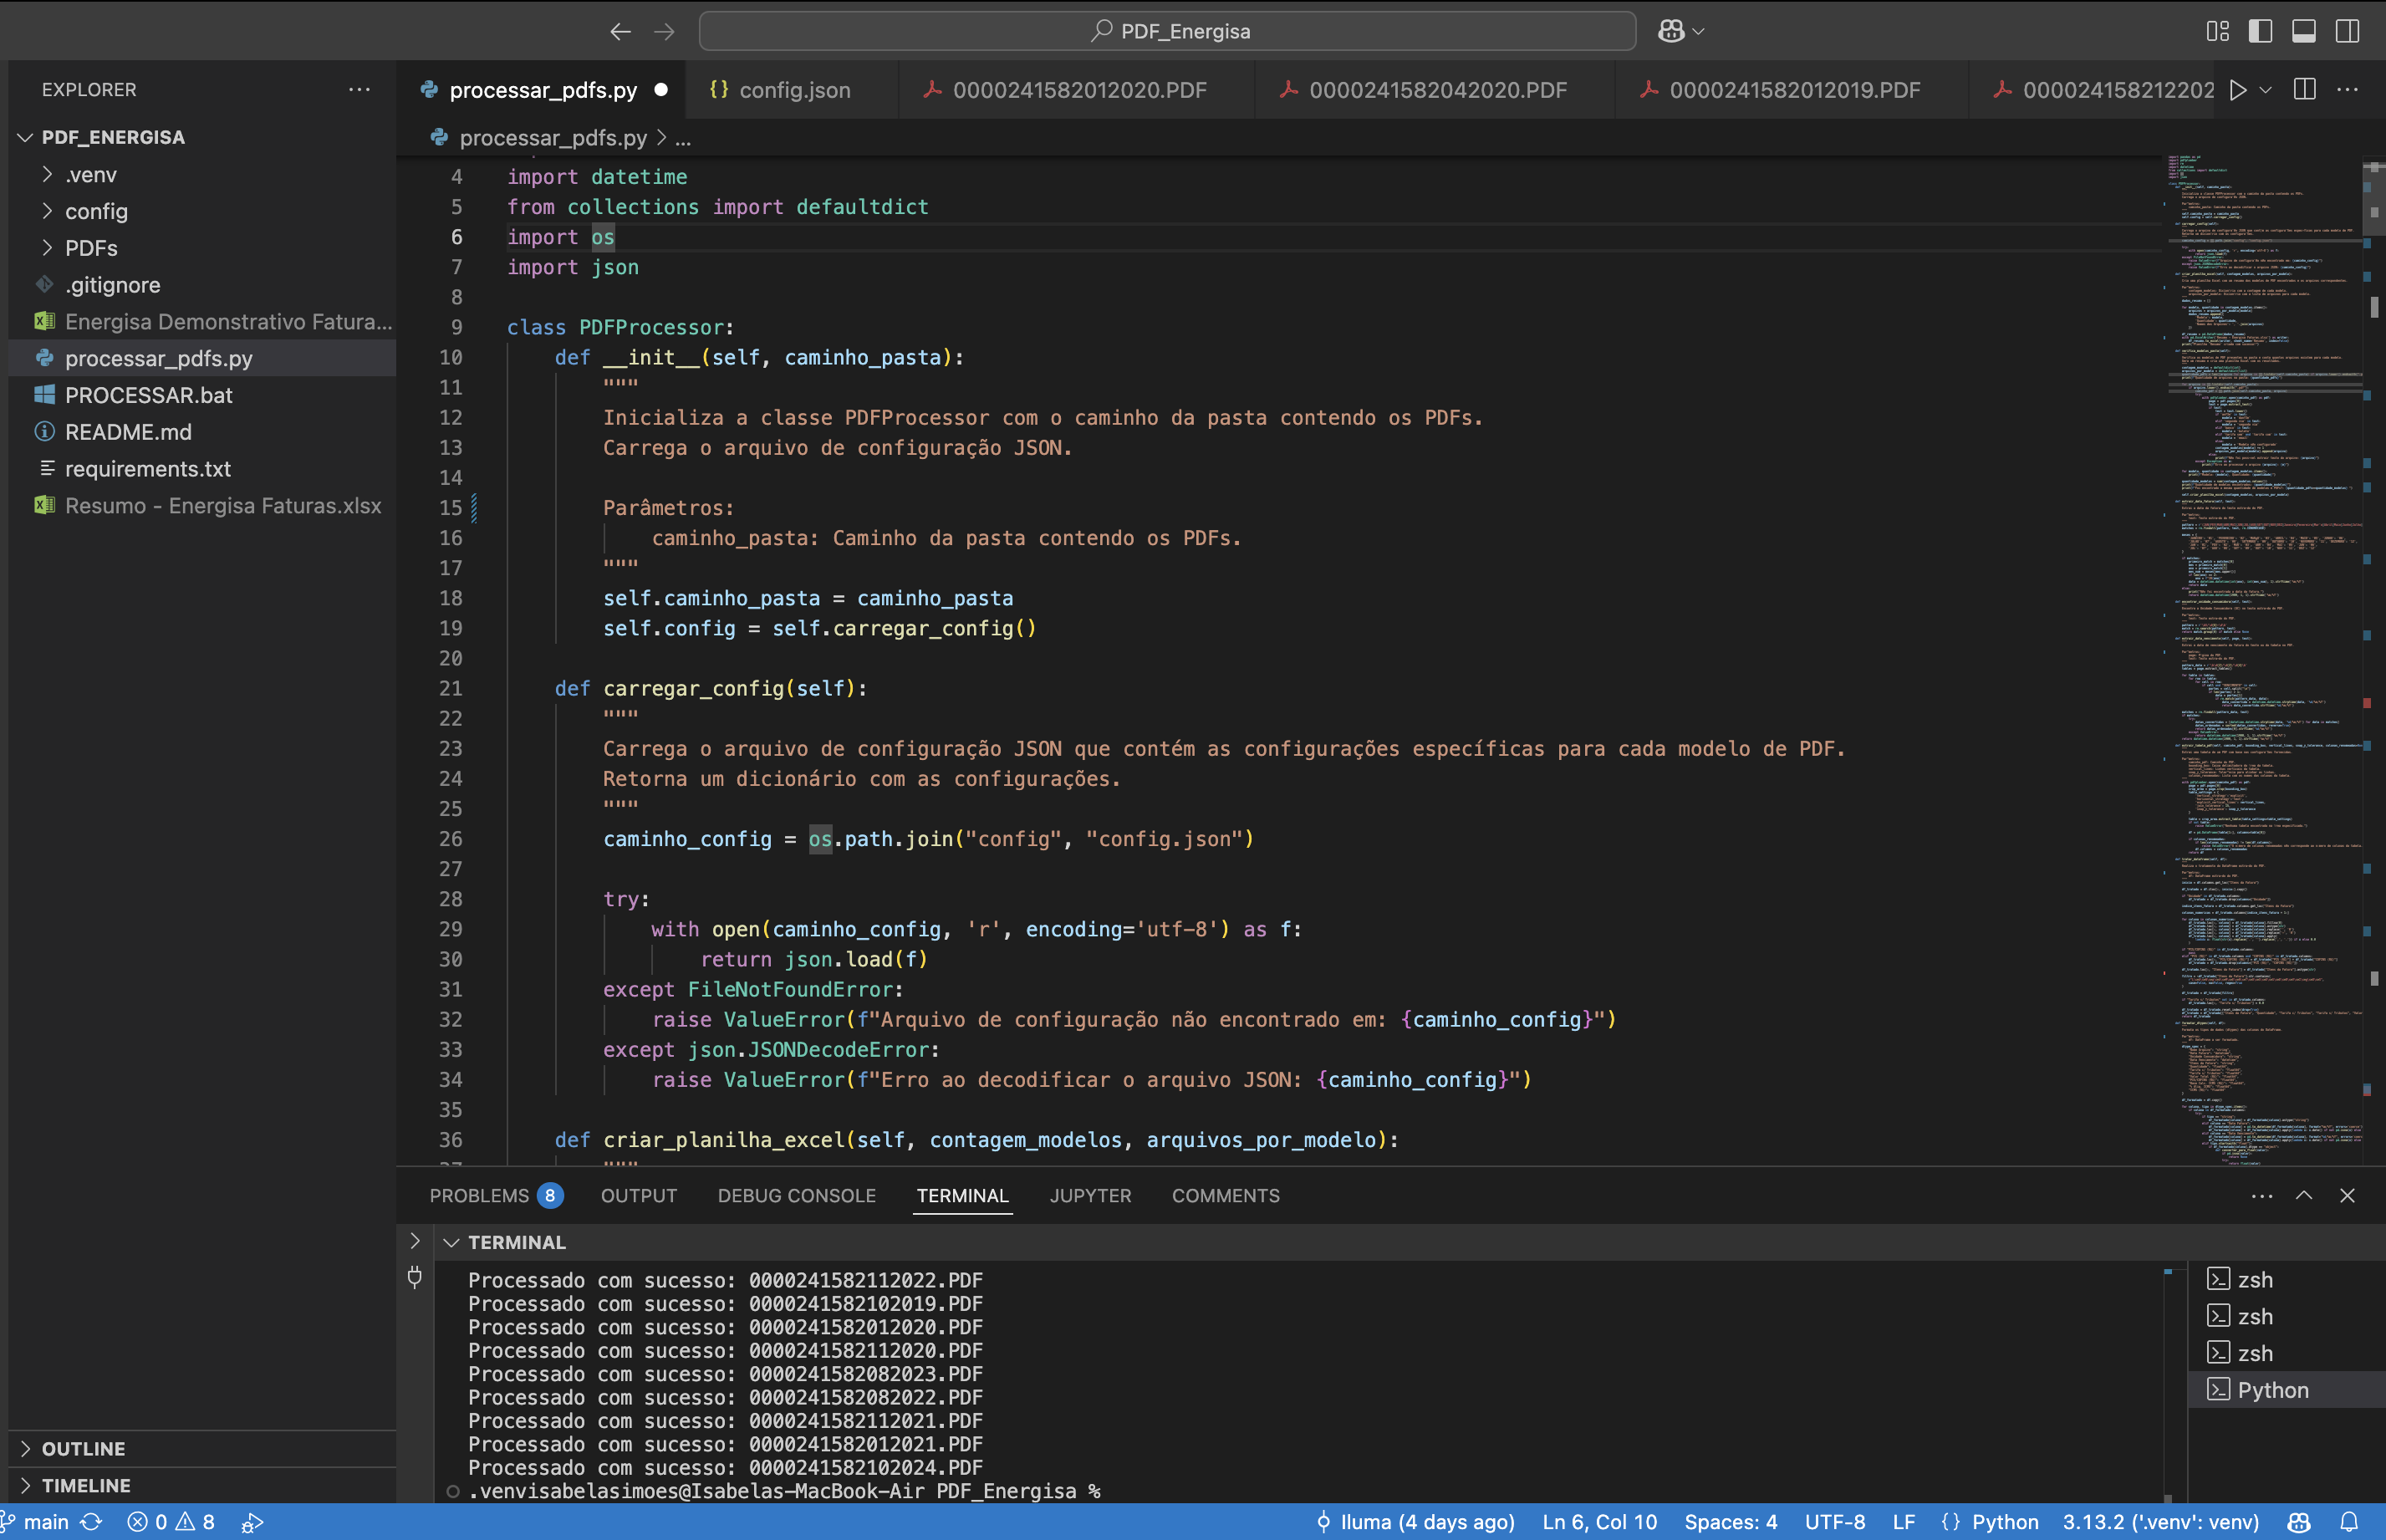 PDF_Energisa
EXPLORER
PDF_ENERGISA
.venv
config
PDFs
.gitignore
Energisa Demonstrativo Fatura...
processar_pdfs.py
PROCESSAR.bat
README.md
requirements.txt
Resumo - Energisa Faturas.xlsx
OUTLINE
TIMELINE
processar_pdfs.py
{} config.json
0000241582012020.PDF
0000241582042020.PDF
0000241582012019.PDF
000024158212202
processar_pdfs.py > ...
4 import datetime
5 from collections import defaultdict
6 import os
7 import json
8
9 class PDFProcessor:
10 def __init__(self, caminho_pasta):
11 """
12 Inicializa a classe PDFProcessor com o caminho da pasta contendo os PDFs.
13 Carrega o arquivo de configuração JSON.
14
15 Parâmetros:
16 caminho_pasta: Caminho da pasta contendo os PDFs.
17 """
18 self.caminho_pasta = caminho_pasta
19 self.config = self.carregar_config()
20
21 def carregar_config(self):
22 """
23 Carrega o arquivo de configuração JSON que contém as configurações específicas para cada modelo de PDF.
24 Retorna um dicionário com as configurações.
25 """
26 caminho_config = os.path.join("config", "config.json")
27
28 try:
29 with open(caminho_config, 'r', encoding='utf-8') as f:
30 return json.load(f)
31 except FileNotFoundError:
32 raise ValueError(f"Arquivo de configuração não encontrado em: {caminho_config}")
33 except json.JSONDecodeError:
34 raise ValueError(f"Erro ao decodificar o arquivo JSON: {caminho_config}")
35
36 def criar_planilha_excel(self, contagem_modelos, arquivos_por_modelo):
37 """
PROBLEMS 8 OUTPUT DEBUG CONSOLE TERMINAL JUPYTER COMMENTS
TERMINAL
Processado com sucesso: 0000241582112022.PDF
Processado com sucesso: 0000241582102019.PDF
Processado com sucesso: 0000241582012020.PDF
Processado com sucesso: 0000241582112020.PDF
Processado com sucesso: 0000241582082023.PDF
Processado com sucesso: 0000241582082022.PDF
Processado com sucesso: 0000241582112021.PDF
Processado com sucesso: 0000241582012021.PDF
Processado com sucesso: 0000241582102024.PDF
.venvisabelasimoes@Isabelas-MacBook-Air PDF_Energisa %
zsh
zsh
zsh
Python
main 0 8 lluma (4 days ago) Ln 6, Col 10 Spaces: 4 UTF-8 LF {} Python 3.13.2 ('.venv': venv)